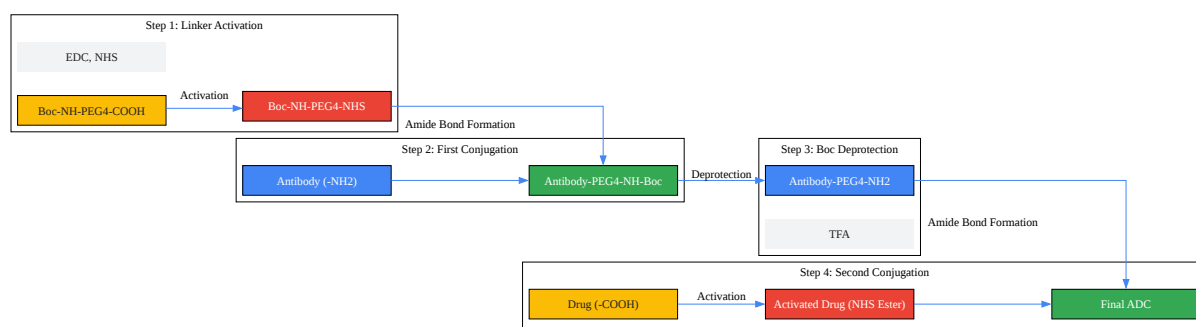 Step 1: Linker Activation
EDC, NHS
Boc-NH-PEG4-COOH
Activation
Boc-NH-PEG4-NHS
Amide Bond Formation
Step 2: First Conjugation
Antibody (-NH2)
Antibody-PEG4-NH-Boc
Deprotection
Step 3: Boc Deprotection
Antibody-PEG4-NH2
TFA
Amide Bond Formation
Step 4: Second Conjugation
Drug (-COOH)
Activation
Activated Drug (NHS Ester)
Final ADC